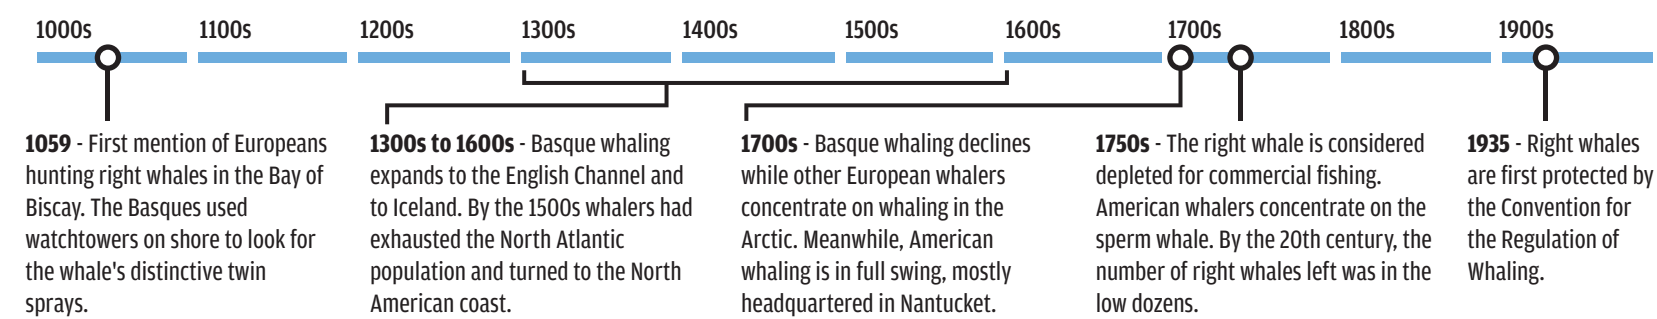 1000s 1100s 1200s 1300s 1400s 1500s 1600s 1700s 1800s 1900s
1059 - First mention of Europeans
hunting right whales in the Bay of
Biscay. The Basques used
watchtowers on shore to look for
the whale's distinctive twin
sprays.
1300s to 1600s - Basque whaling
expands to the English Channel and
to Iceland. By the 1500s whalers had
exhausted the North Atlantic
population and turned to the North
American coast.
1700s - Basque whaling declines
while other European whalers
concentrate on whaling in the
Arctic. Meanwhile, American
whaling is in full swing, mostly
headquartered in Nantucket.
1750s - The right whale is considered
depleted for commercial fishing.
American whalers concentrate on the
sperm whale. By the 20th century, the
number of right whales left was in the
low dozens.
1935 - Right whales
are first protected by
the Convention for
the Regulation of
Whaling.